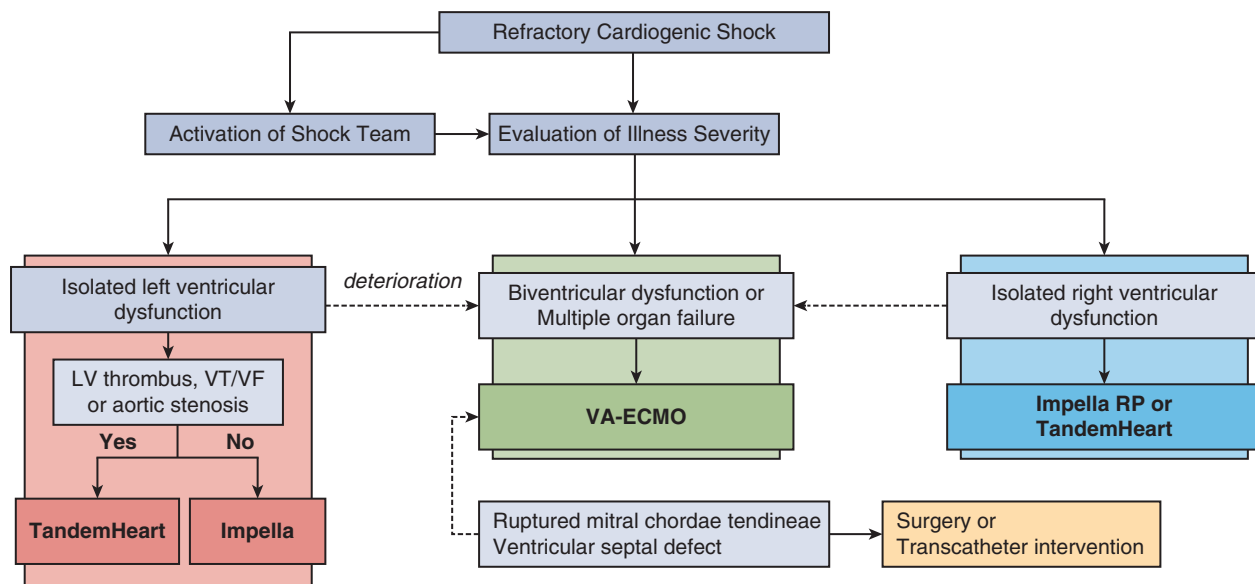 Refractory Cardiogenic Shock
Activation of Shock Team
Evaluation of Illness Severity
Isolated left ventricular
dysfunction
deterioration
Biventricular dysfunction or
Multiple organ failure
Isolated right ventricular
dysfunction
LV thrombus, VT/VF
or aortic stenosis
Yes
No
VA-ECMO
Impella RP or
TandemHeart
TandemHeart
Impella
Ruptured mitral chordae tendineae
Ventricular septal defect
Surgery or
Transcatheter intervention